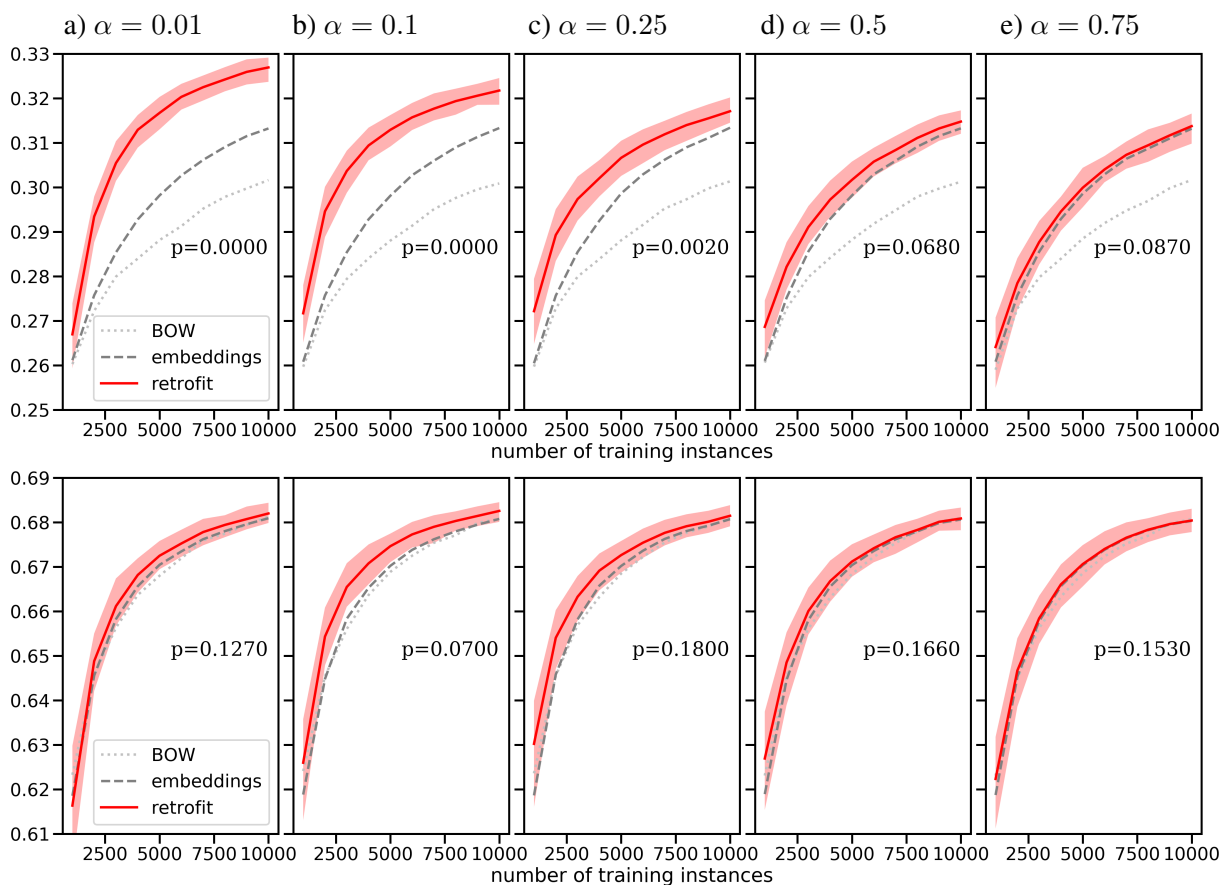 a) α = 0.01 b) α = 0.1 c) α = 0.25 d) α = 0.5 e) α = 0.75
0.33
0.32
0.31
0.30
0.29
p=0.0000 p=0.0000 p=0.0020 p=0.0680 p=0.0870
0.28
0.27
BOW
0.26
embeddings
retrofit
0.25
2500 5000 7500 10000 2500 5000 7500 10000 2500 5000 7500 10000 2500 5000 7500 10000 2500 5000 7500 10000
number of training instances
0.69
0.68
0.67
0.66
0.65
p=0.1270 p=0.0700 p=0.1800 p=0.1660 p=0.1530
0.64
0.63
BOW
embeddings
0.62
retrofit
0.61
2500 5000 7500 10000 2500 5000 7500 10000 2500 5000 7500 10000 2500 5000 7500 10000 2500 5000 7500 10000
number of training instances